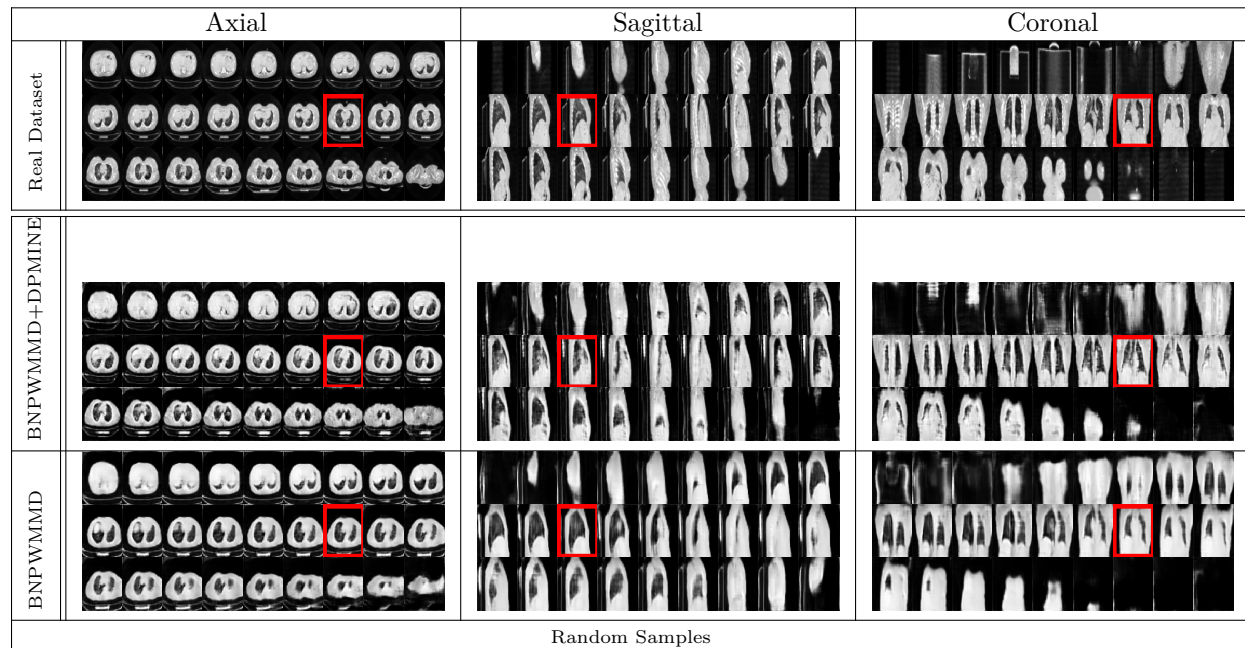 Axial
Sagittal
Coronal
Real Dataset
BNPWMMD+DPMINE
BNPWMMD
Random Samples